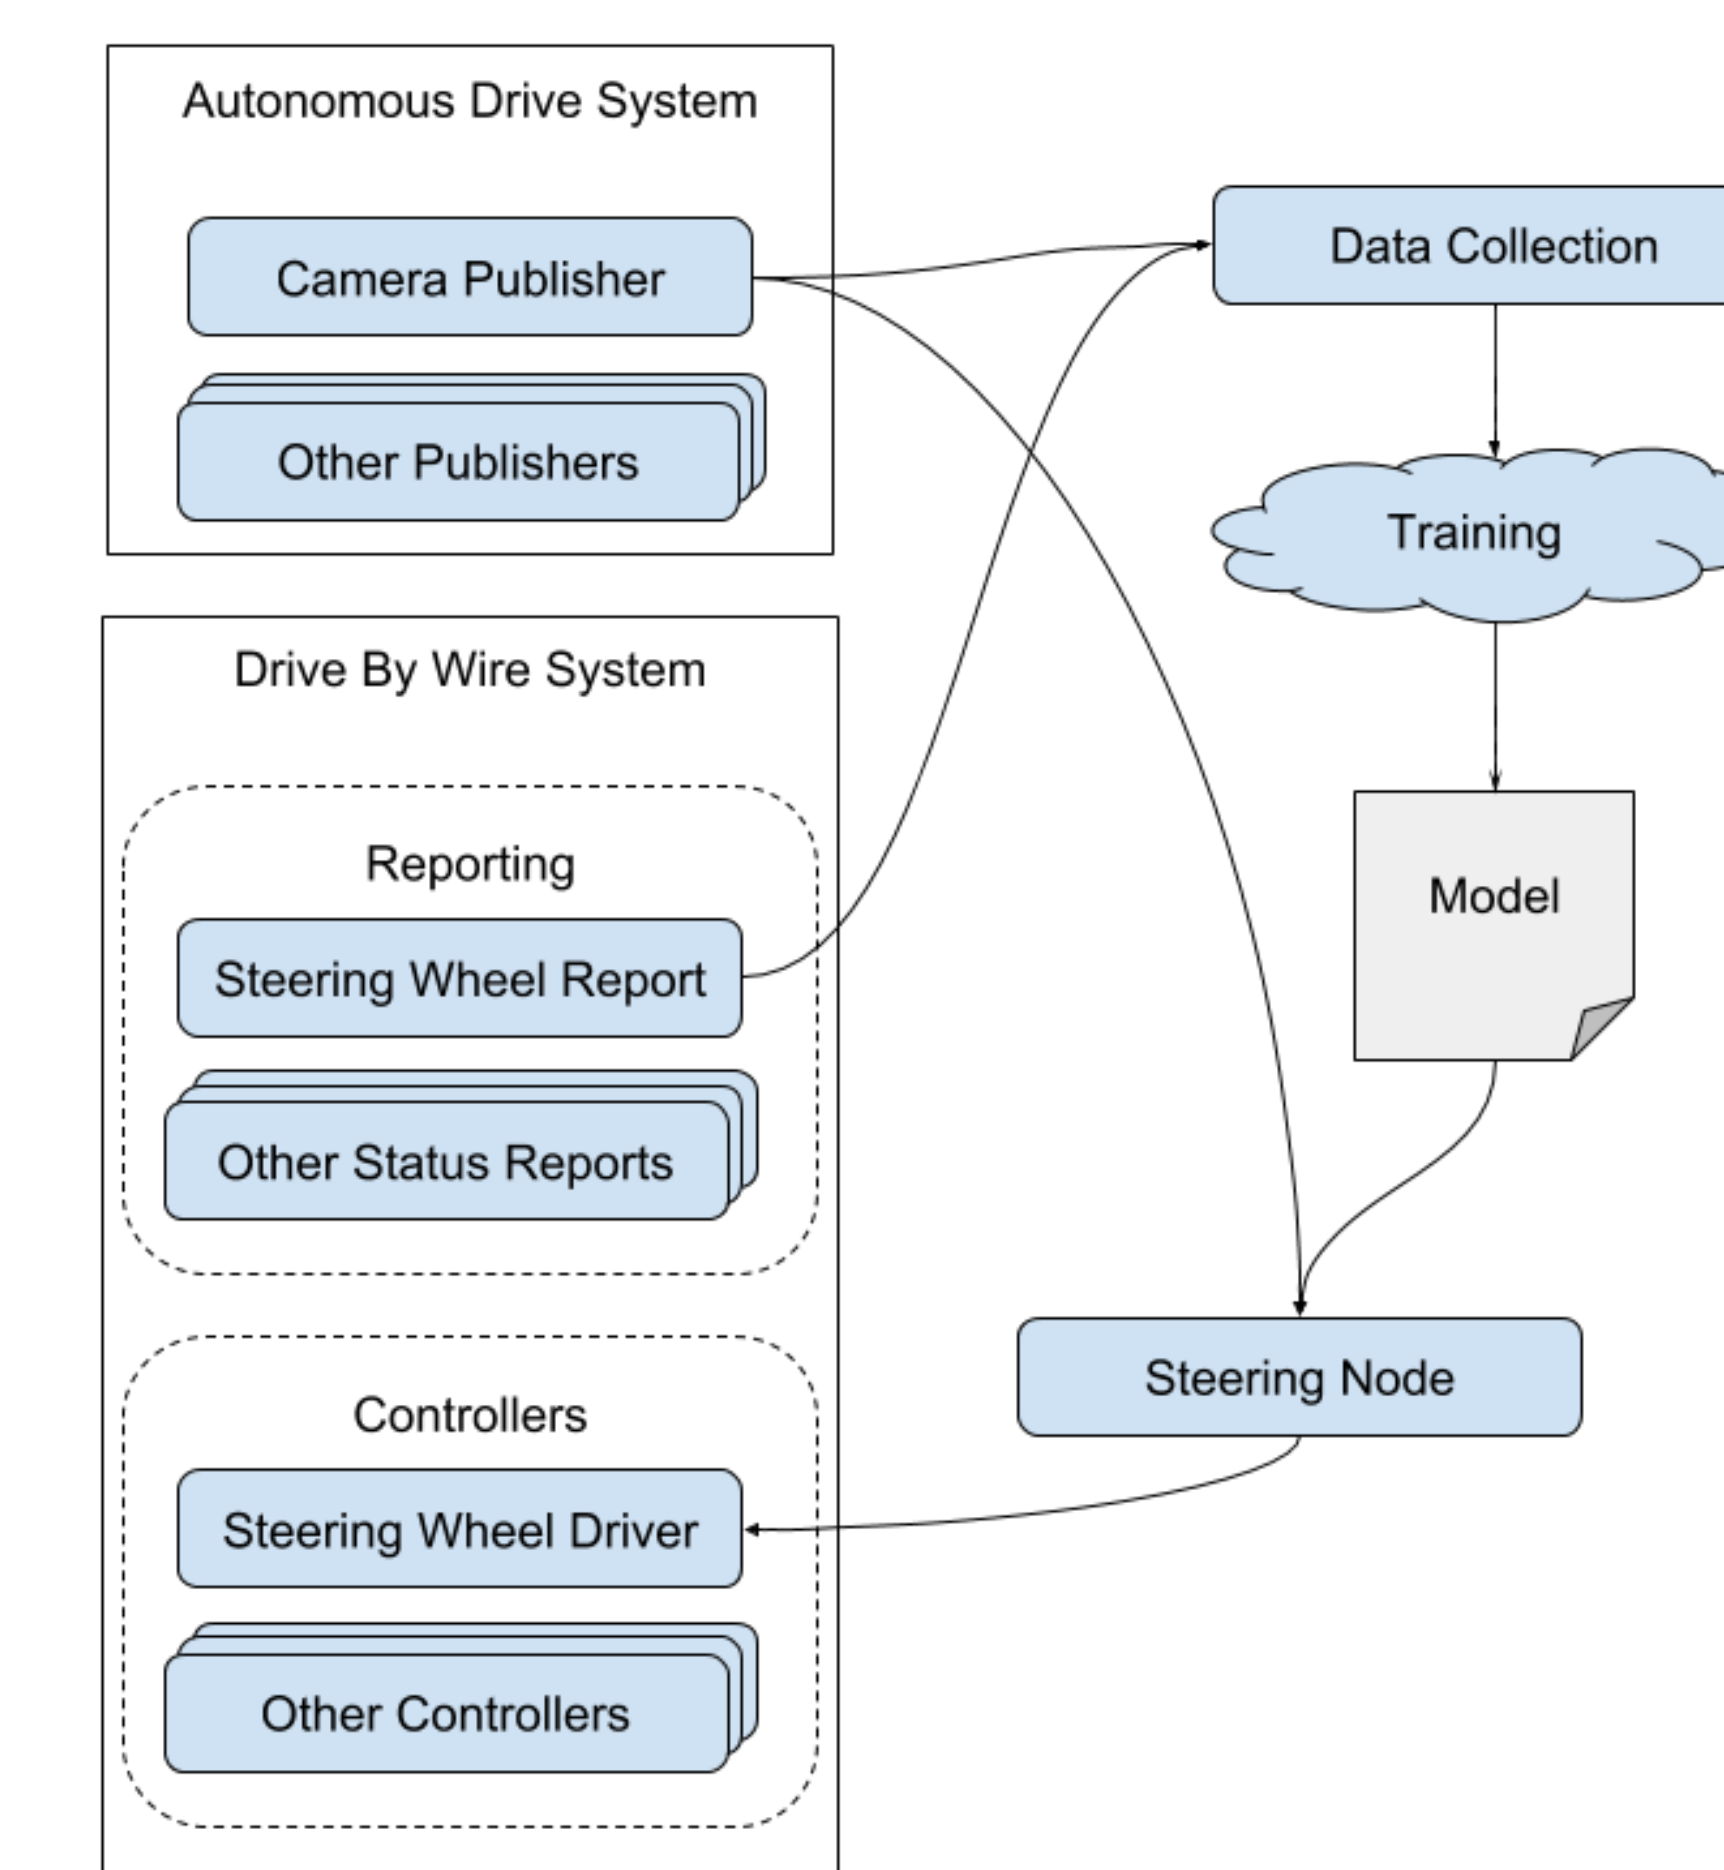 Autonomous Drive System
Camera Publisher
Other Publishers
Drive By Wire System
Reporting
Steering Wheel Report
Other Status Reports
Controllers
Steering Wheel Driver
Other Controllers
Data Collection
Training
Model
Steering Node